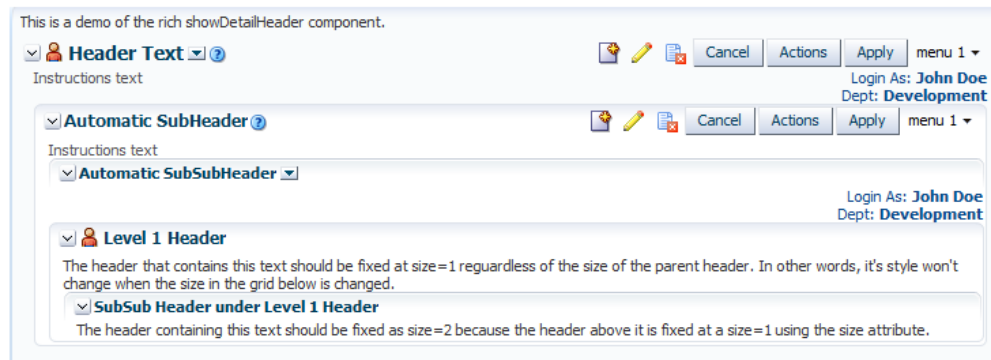 This is a demo of the rich showDetailHeader component.
Header Text Cancel Actions Apply menu 1
Instructions text Login As: John Doe
Dept: Development
Automatic SubHeader Cancel Actions Apply menu 1
Instructions text
Automatic SubSubHeader
Login As: John Doe
Dept: Development
Level 1 Header
The header that contains this text should be fixed at size=1 reguardless of the size of the parent header. In other words, it's style won't
change when the size in the grid below is changed.
SubSub Header under Level 1 Header
The header containing this text should be fixed as size=2 because the header above it is fixed at a size=1 using the size attribute.